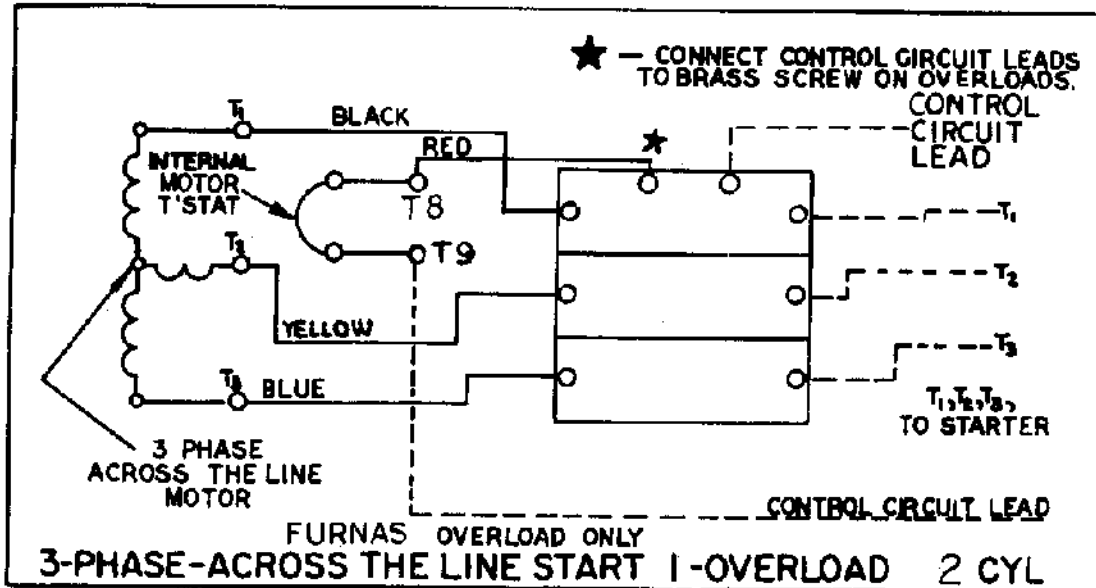 ★ — CONNECT CONTROL CIRCUIT LEADS
TO BRASS SCREW ON OVERLOADS.
CONTROL
CIRCUIT
LEAD
T1
BLACK
RED
★
INTERNAL
MOTOR
T'STAT
T8
T1
T2
T9
T2
YELLOW
T3
T3
BLUE
T1,T2,T3,
TO STARTER
3 PHASE
ACROSS THE LINE
MOTOR
CONTROL CIRCUIT LEAD
FURNAS OVERLOAD ONLY
3-PHASE-ACROSS THE LINE START 1-OVERLOAD 2 CYL